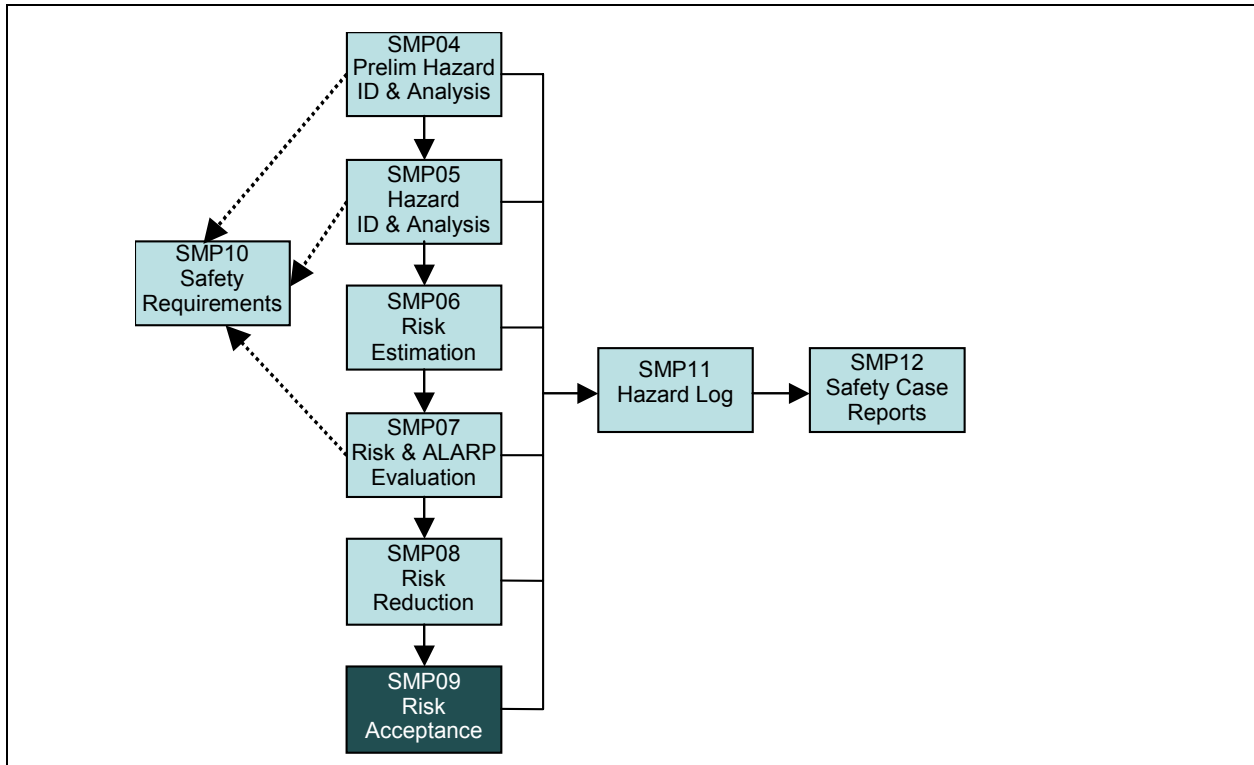 SMP04
Prelim Hazard
ID & Analysis
SMP05
Hazard
ID & Analysis
SMP10
Safety
Requirements
SMP06
Risk
Estimation
SMP11
Hazard Log
SMP12
Safety Case
Reports
SMP07
Risk & ALARP
Evaluation
SMP08
Risk
Reduction
SMP09
Risk
Acceptance